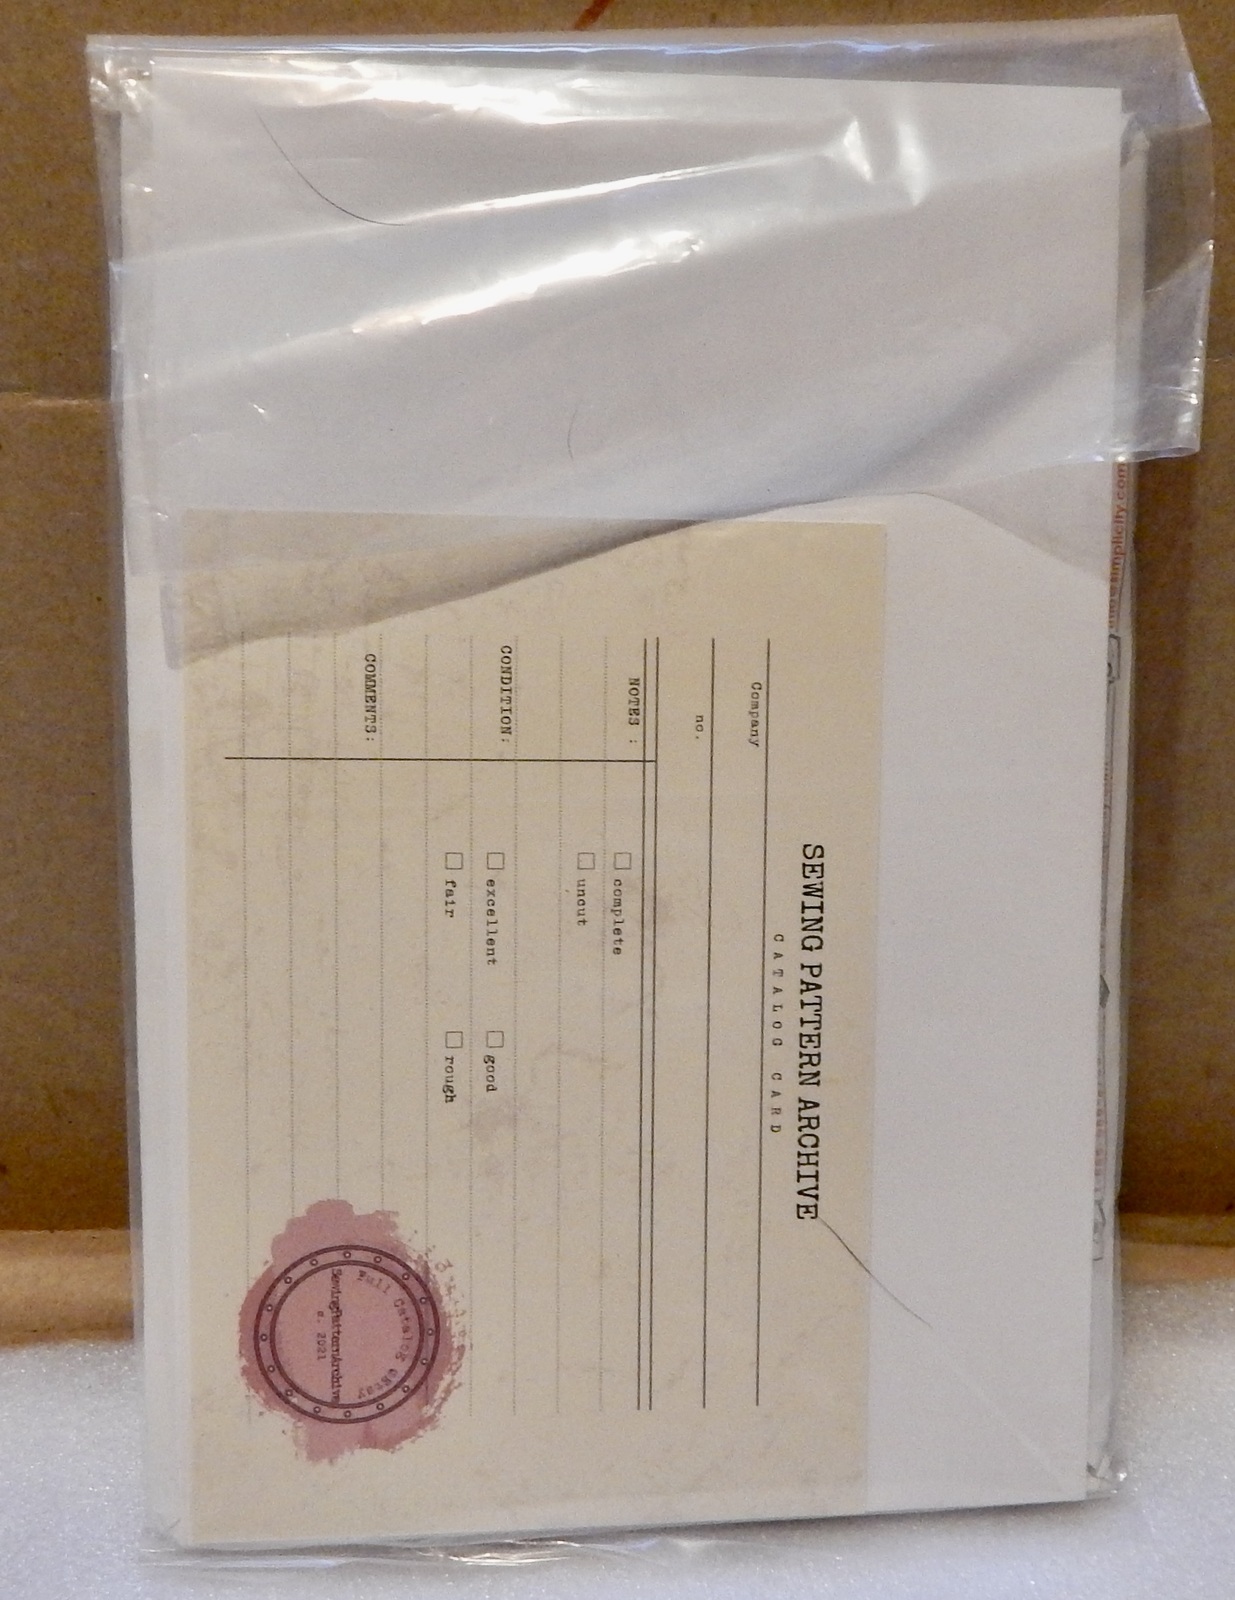 SEWING PATTERN ARCHIVE
CATALOG CARD
Company
no.
NOTES :
☐ complete
☐ uncut
CONDITION:
☐ excellent ☐ good
☐ fair ☐ rough
COMMENTS:
Full Catalog @Etsy
SewingPatternArchive
e. 2021
simplicity.com